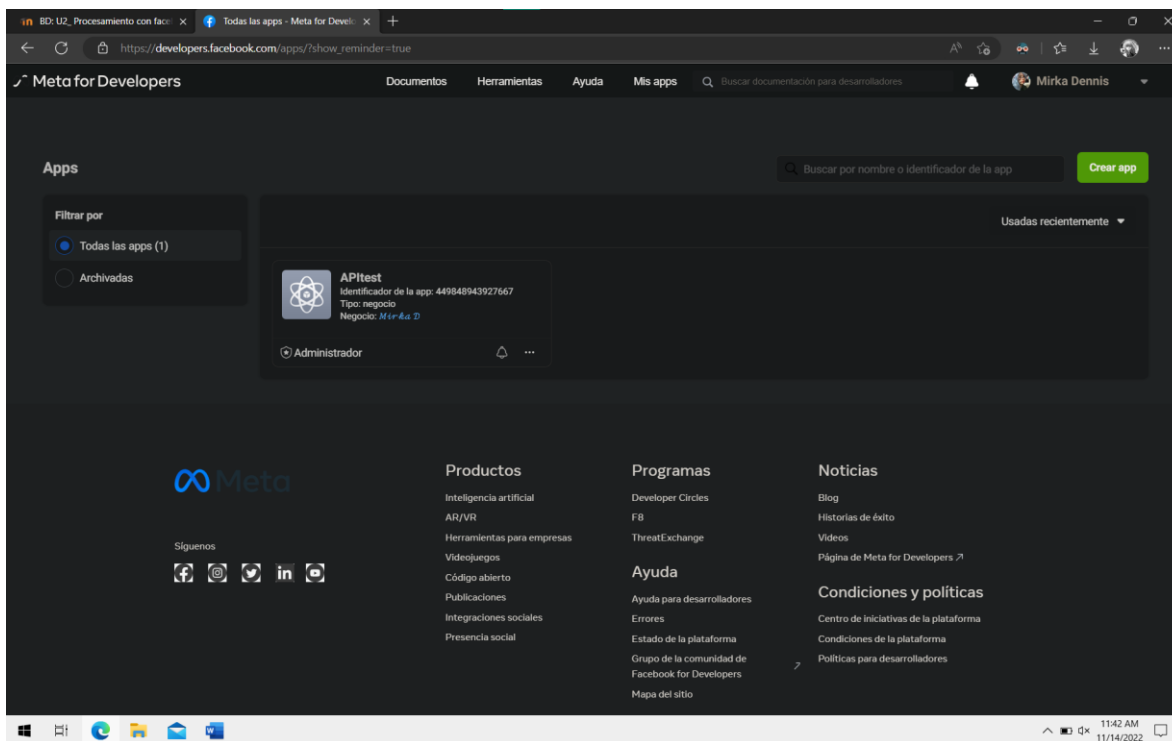 BD: U2_ Procesamiento con face
Todas las apps - Meta for Develo
https://developers.facebook.com/apps/?show_reminder=true
Meta for Developers
Documentos
Herramientas
Ayuda
Mis apps
Buscar documentación para desarrolladores
Mirka Dennis
Apps
Buscar por nombre o identificador de la app
Crear app
Filtrar por
Todas las apps (1)
Archivadas
Usadas recientemente
APItest
Identificador de la app: 449848943927667
Tipo: negocio
Negocio: Mirka D
Administrador
Meta
Síguenos
Productos
Inteligencia artificial
AR/VR
Herramientas para empresas
Videojuegos
Código abierto
Publicaciones
Integraciones sociales
Presencia social
Programas
Developer Circles
F8
ThreatExchange
Ayuda
Ayuda para desarrolladores
Errores
Estado de la plataforma
Grupo de la comunidad de
Facebook for Developers
Mapa del sitio
Noticias
Blog
Historias de éxito
Videos
Página de Meta for Developers
Condiciones y políticas
Centro de iniciativas de la plataforma
Condiciones de la plataforma
Políticas para desarrolladores
11:42 AM
11/14/2022